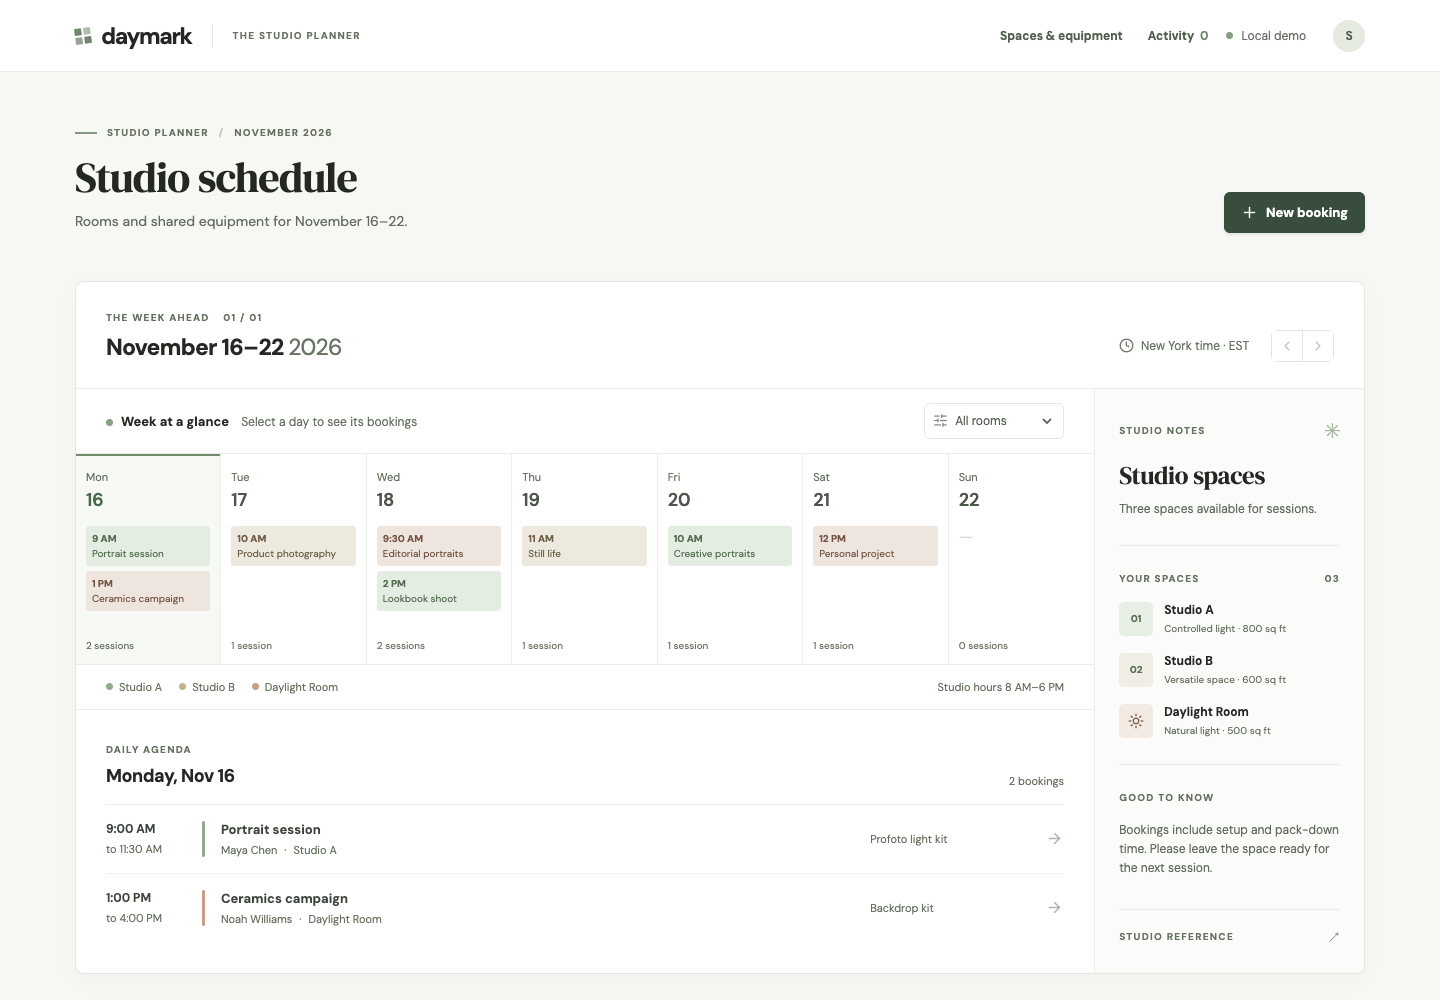 daymark
THE STUDIO PLANNER
Spaces & equipment
Activity 0
Local demo
S
STUDIO PLANNER / NOVEMBER 2026
Studio schedule
Rooms and shared equipment for November 16–22.
New booking
THE WEEK AHEAD 01 / 01
November 16–22 2026
New York time · EST
Week at a glance Select a day to see its bookings
All rooms
Mon
16
9 AM
Portrait session
1 PM
Ceramics campaign
2 sessions
Tue
17
10 AM
Product photography
1 session
Wed
18
9:30 AM
Editorial portraits
2 PM
Lookbook shoot
2 sessions
Thu
19
11 AM
Still life
1 session
Fri
20
10 AM
Creative portraits
1 session
Sat
21
12 PM
Personal project
1 session
Sun
22
—
0 sessions
Studio A
Studio B
Daylight Room
Studio hours 8 AM–6 PM
DAILY AGENDA
Monday, Nov 16
2 bookings
9:00 AM
to 11:30 AM
Portrait session
Maya Chen · Studio A
Profoto light kit
1:00 PM
to 4:00 PM
Ceramics campaign
Noah Williams · Daylight Room
Backdrop kit
STUDIO NOTES
Studio spaces
Three spaces available for sessions.
YOUR SPACES 03
01
Studio A
Controlled light · 800 sq ft
02
Studio B
Versatile space · 600 sq ft
Daylight Room
Natural light · 500 sq ft
GOOD TO KNOW
Bookings include setup and pack-down
time. Please leave the space ready for
the next session.
STUDIO REFERENCE